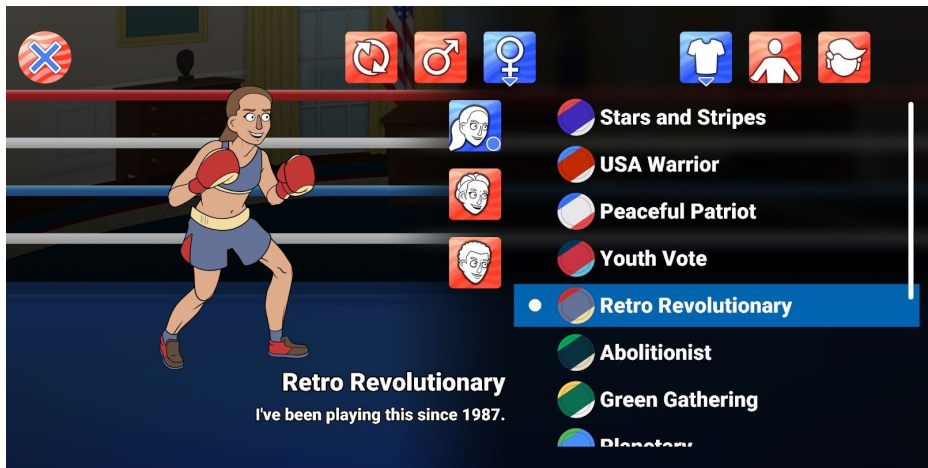 Stars and Stripes
USA Warrior
Peaceful Patriot
Youth Vote
Retro Revolutionary
Abolitionist
Green Gathering
Planetary
Retro Revolutionary
I've been playing this since 1987.